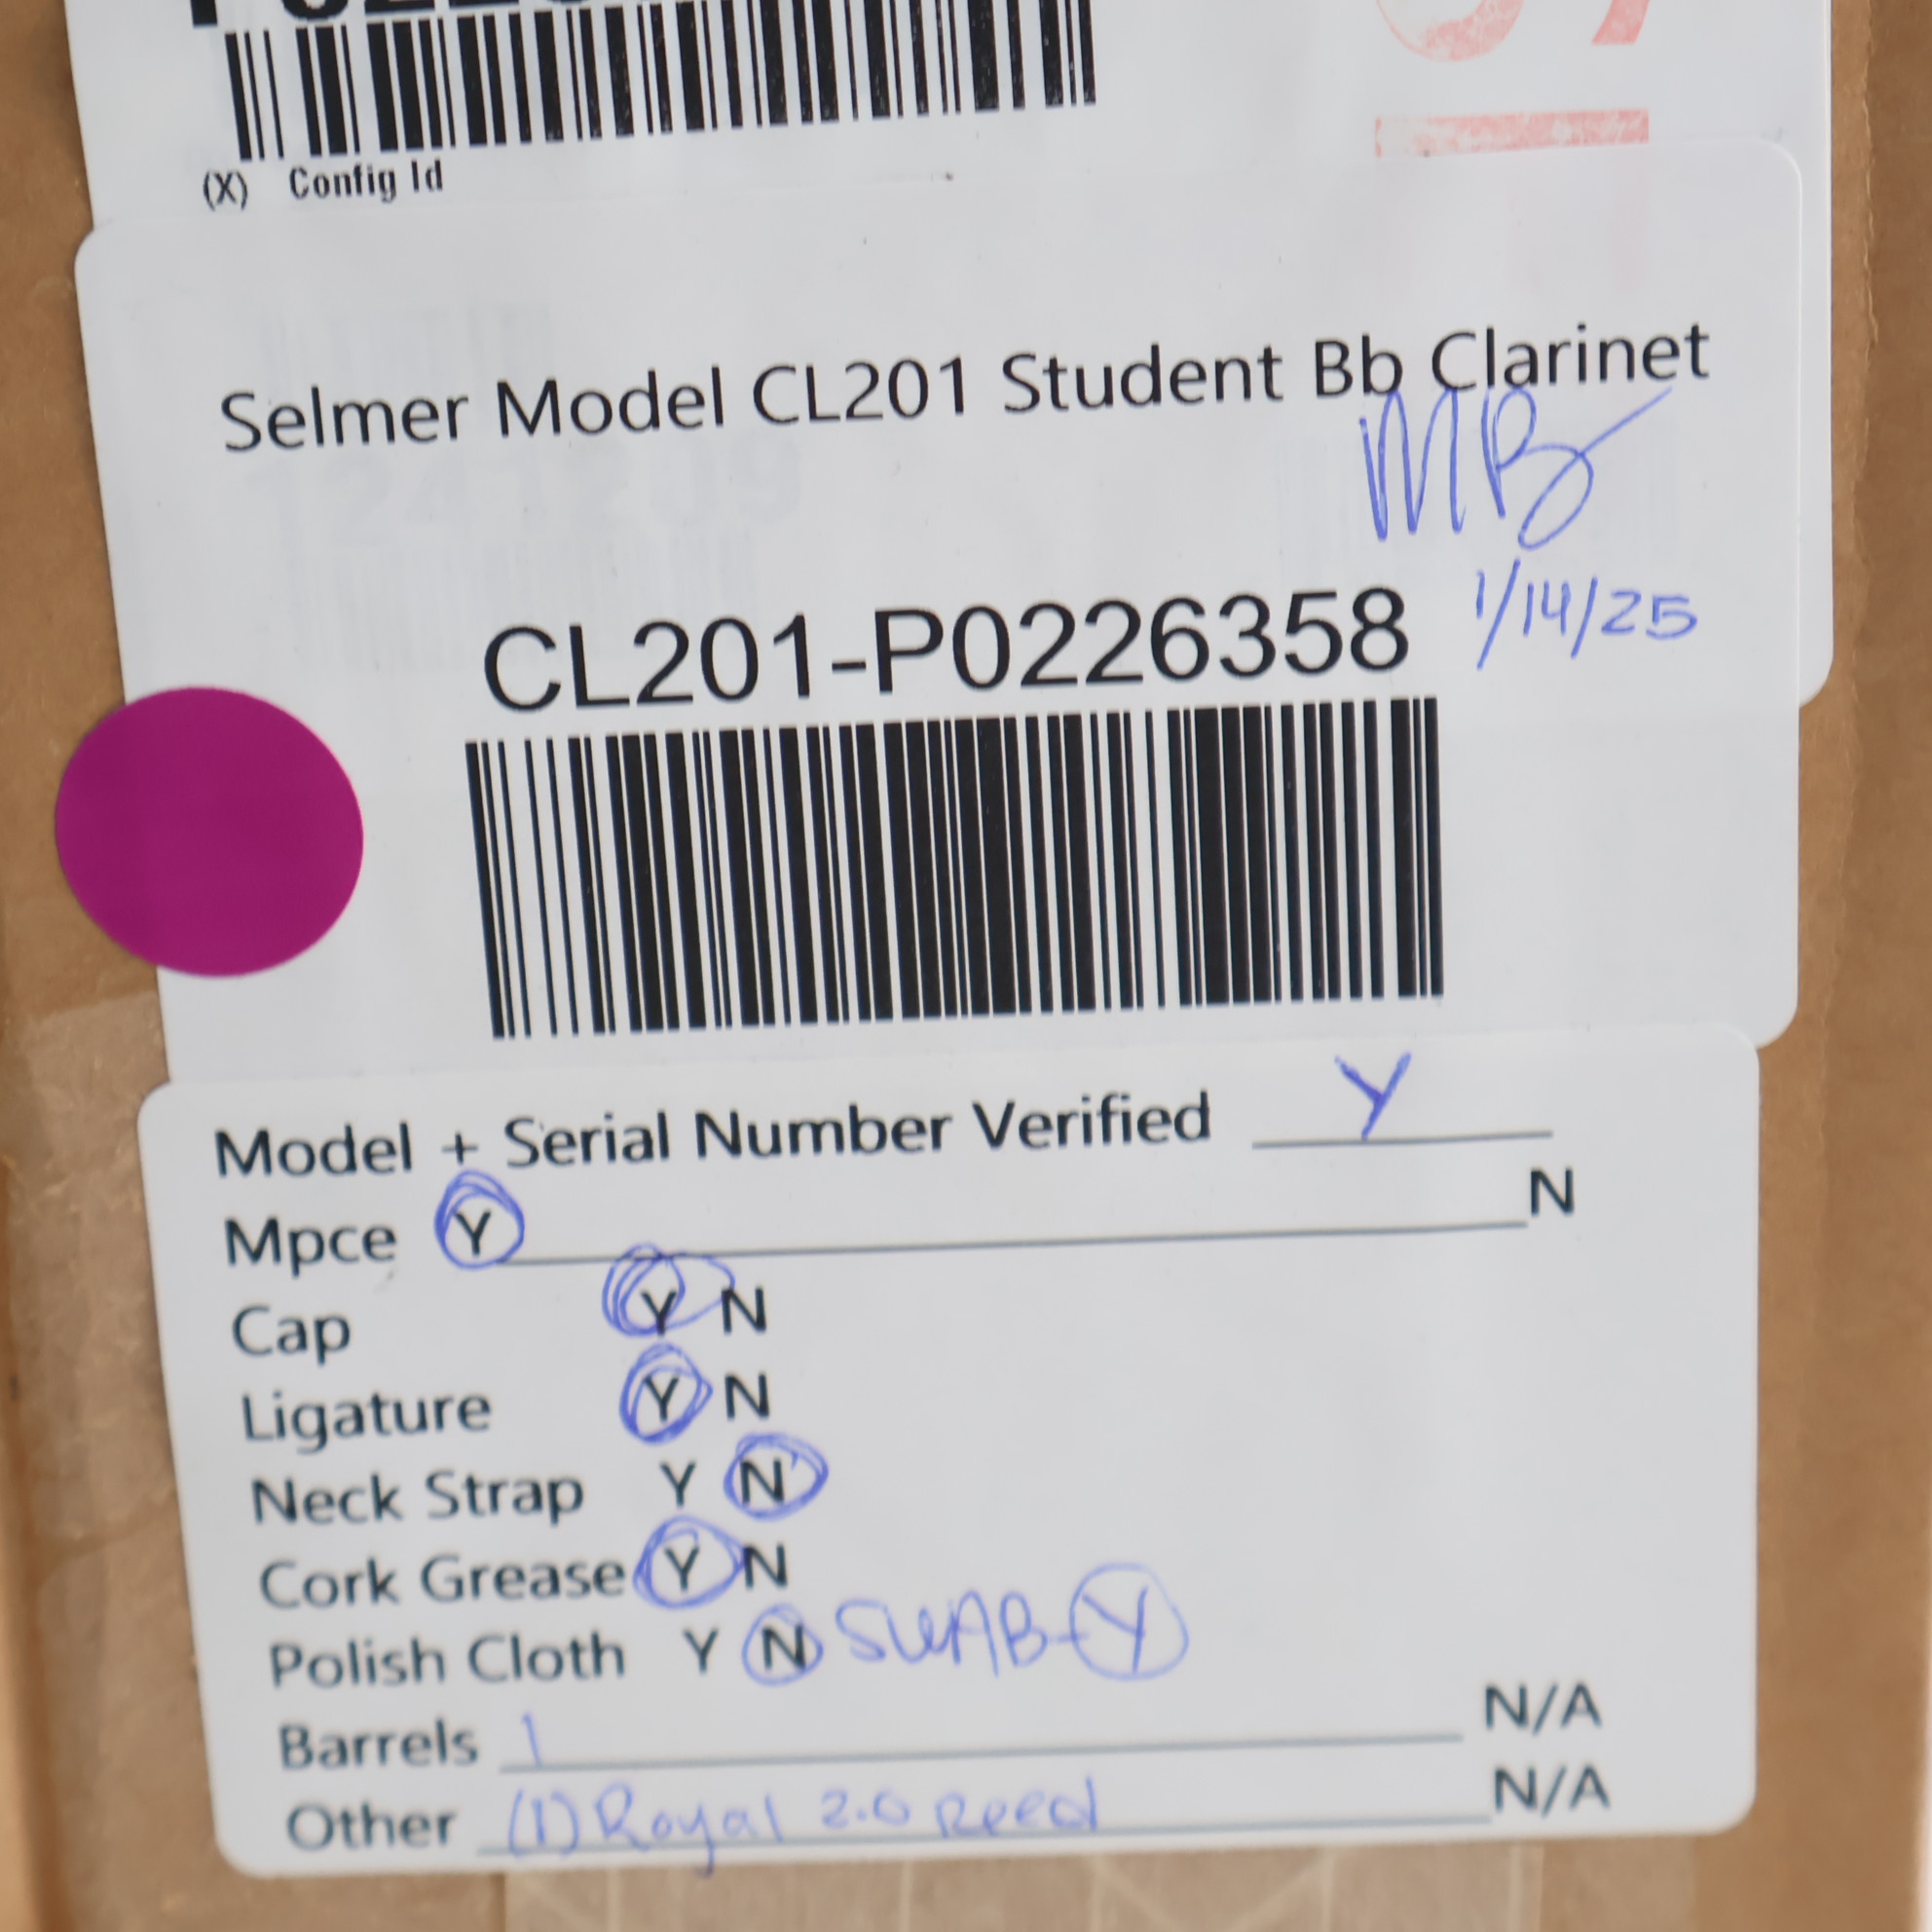 (X) Config Id
Selmer Model CL201 Student Bb Clarinet
MB
CL201-P0226358 1/14/25
Model + Serial Number Verified Y
Mpce Y N
Cap Y N
Ligature Y N
Neck Strap Y N
Cork Grease Y N
Polish Cloth Y N SWAB-Y
Barrels 1 N/A
Other (1) Royal 2.0 Reed N/A